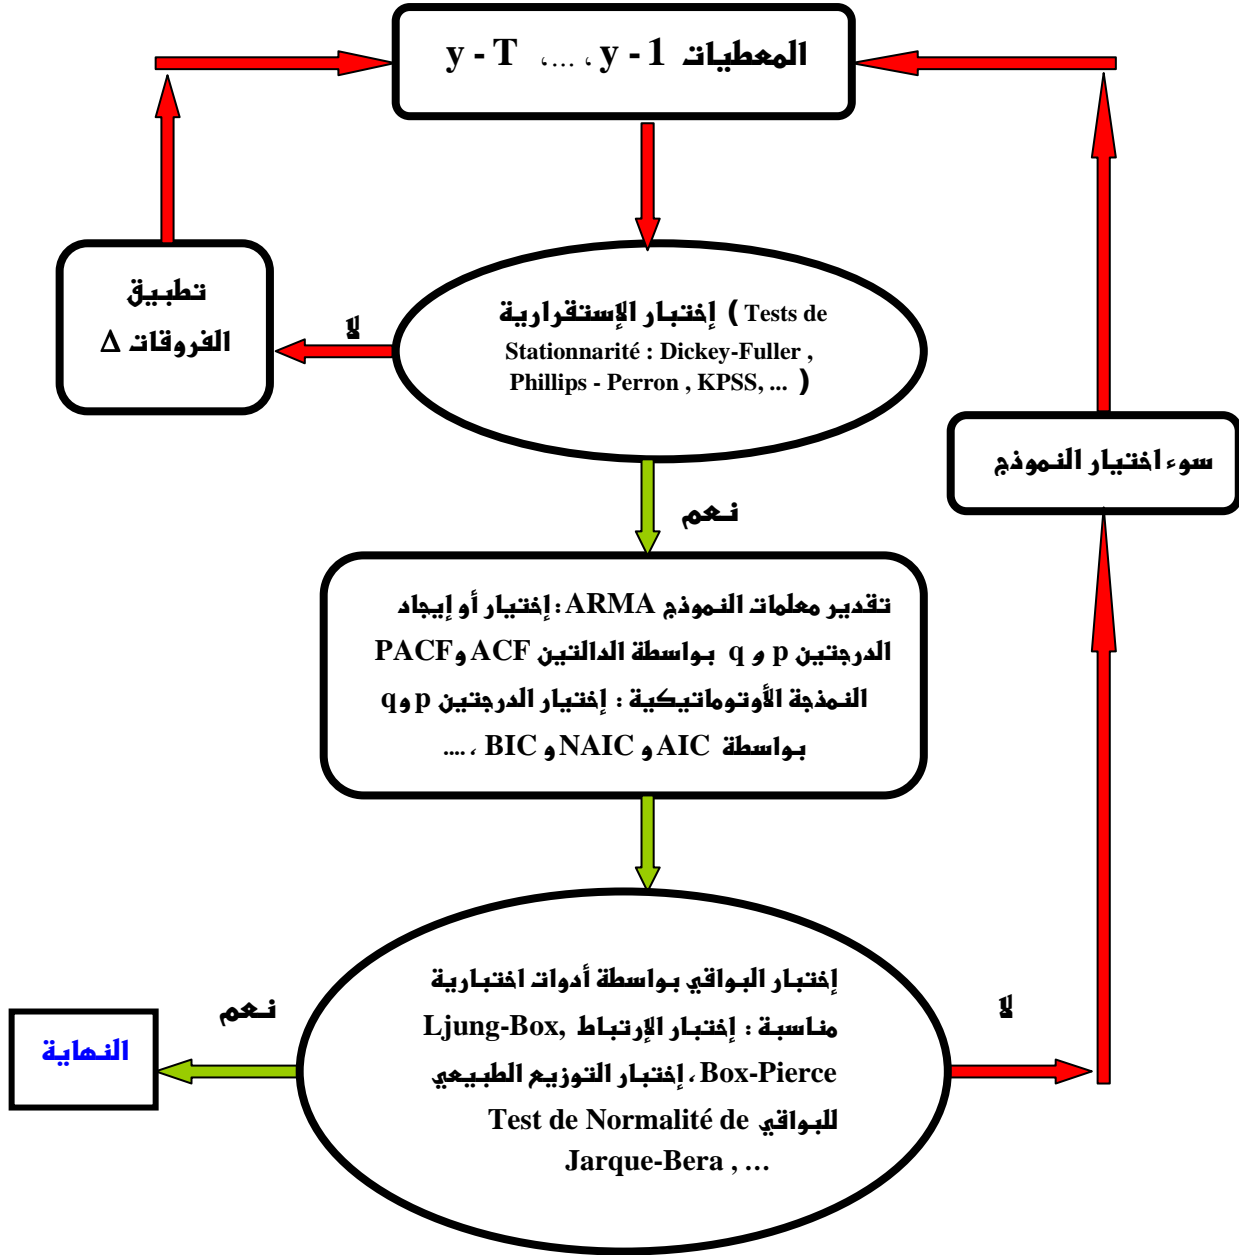 المعطيات y - 1 ، ... ، y - T
تطبيق
الفروقات Δ
لا
إختبار الإستقرارية ( Tests de
Stationnarité : Dickey-Fuller ,
Phillips - Perron , KPSS, ... )
سوء اختيار النموذج
نعم
تقدير معلمات النموذج ARMA : إختيار أو إيجاد
الدرجتين p و q بواسطة الدالتين ACF و PACF
النمذجة الأوتوماتيكية : إختيار الدرجتين p و q
بواسطة AIC و NAIC و BIC ، ....
إختبار البواقي بواسطة أدوات اختبارية
مناسبة : إختبار الإرتباط Ljung-Box,
Box-Pierce ، إختبار التوزيع الطبيعي
للبواقي Test de Normalité de
Jarque-Bera , ...
لا
نعم
النهاية